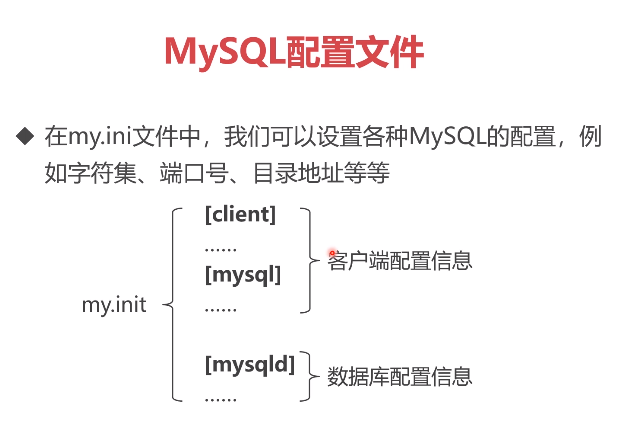 MySQL配置文件
◆ 在my.ini文件中，我们可以设置各种MySQL的配置，例
如字符集、端口号、目录地址等等
[client]
……
[mysql]
……
客户端配置信息
my.init
[mysqld]
……
数据库配置信息